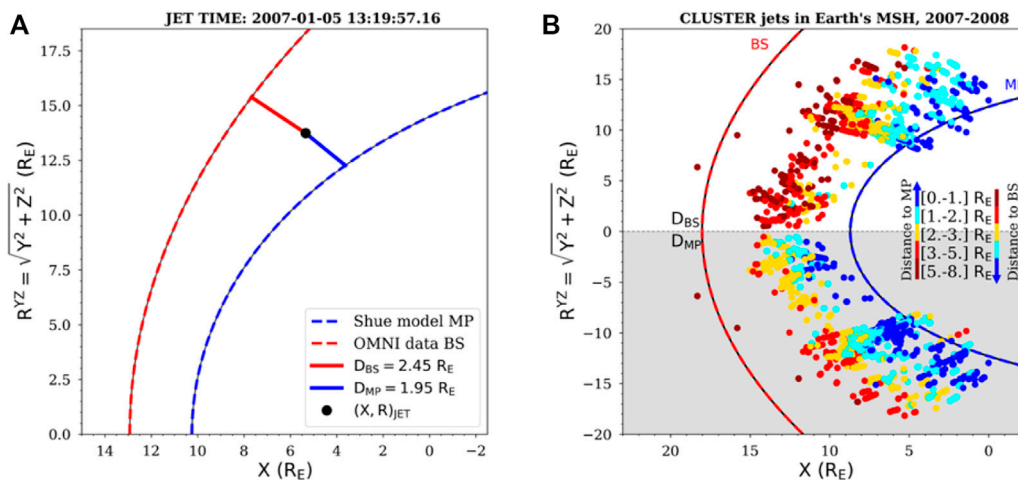 A
JET TIME: 2007-01-05 13:19:57.16
17.5
15.0
12.5
10.0
7.5
5.0
2.5
0.0
R^YZ = √Y² + Z² (R_E)
Shue model MP
OMNI data BS
D_BS = 2.45 R_E
D_MP = 1.95 R_E
(X, R)_JET
14 12 10 8 6 4 2 0 −2
X (R_E)
B
CLUSTER jets in Earth's MSH, 2007-2008
BS
20
15
10
5
0
−5
−10
−15
−20
R^YZ = √Y² + Z² (R_E)
D_BS
D_MP
Distance to MP
[0.-1.] R_E
[1.-2.] R_E
[2.-3.] R_E
[3.-5.] R_E
[5.-8.] R_E
Distance to BS
20 15 10 5 0
X (R_E)